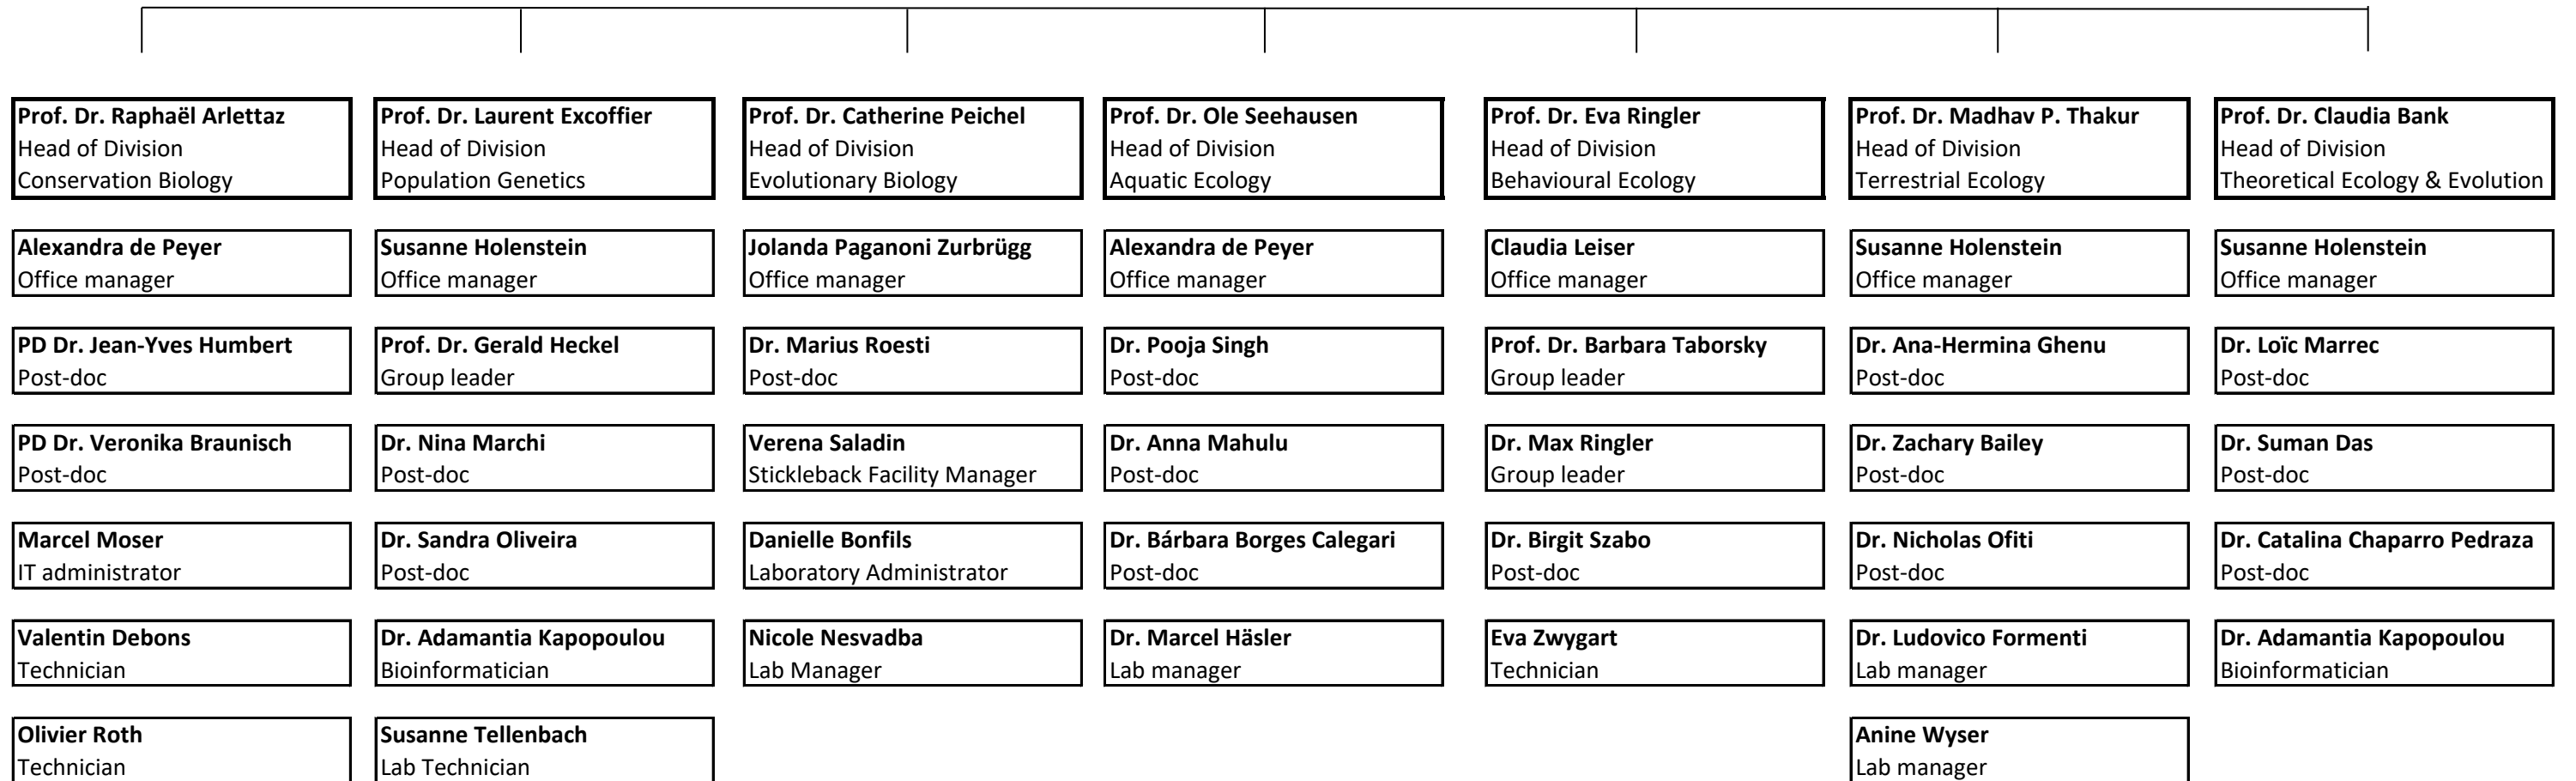 Prof. Dr. Raphaël Arlettaz
Head of Division
Conservation Biology
Alexandra de Peyer
Office manager
PD Dr. Jean-Yves Humbert
Post-doc
PD Dr. Veronika Braunisch
Post-doc
Marcel Moser
IT administrator
Valentin Debons
Technician
Olivier Roth
Technician
Prof. Dr. Laurent Excoffier
Head of Division
Population Genetics
Susanne Holenstein
Office manager
Prof. Dr. Gerald Heckel
Group leader
Dr. Nina Marchi
Post-doc
Dr. Sandra Oliveira
Post-doc
Dr. Adamantia Kapopoulou
Bioinformatician
Susanne Tellenbach
Lab Technician
Prof. Dr. Catherine Peichel
Head of Division
Evolutionary Biology
Jolanda Paganoni Zurbrügg
Office manager
Dr. Marius Roesti
Post-doc
Verena Saladin
Stickleback Facility Manager
Danielle Bonfils
Laboratory Administrator
Nicole Nesvadba
Lab Manager
Prof. Dr. Ole Seehausen
Head of Division
Aquatic Ecology
Alexandra de Peyer
Office manager
Dr. Pooja Singh
Post-doc
Dr. Anna Mahulu
Post-doc
Dr. Bárbara Borges Calegari
Post-doc
Dr. Marcel Häsler
Lab manager
Prof. Dr. Eva Ringler
Head of Division
Behavioural Ecology
Claudia Leiser
Office manager
Prof. Dr. Barbara Taborsky
Group leader
Dr. Max Ringler
Group leader
Dr. Birgit Szabo
Post-doc
Eva Zwygart
Technician
Prof. Dr. Madhav P. Thakur
Head of Division
Terrestrial Ecology
Susanne Holenstein
Office manager
Dr. Ana-Hermina Ghenu
Post-doc
Dr. Zachary Bailey
Post-doc
Dr. Nicholas Ofiti
Post-doc
Dr. Ludovico Formenti
Lab manager
Anine Wyser
Lab manager
Prof. Dr. Claudia Bank
Head of Division
Theoretical Ecology & Evolution
Susanne Holenstein
Office manager
Dr. Loïc Marrec
Post-doc
Dr. Suman Das
Post-doc
Dr. Catalina Chaparro Pedraza
Post-doc
Dr. Adamantia Kapopoulou
Bioinformatician